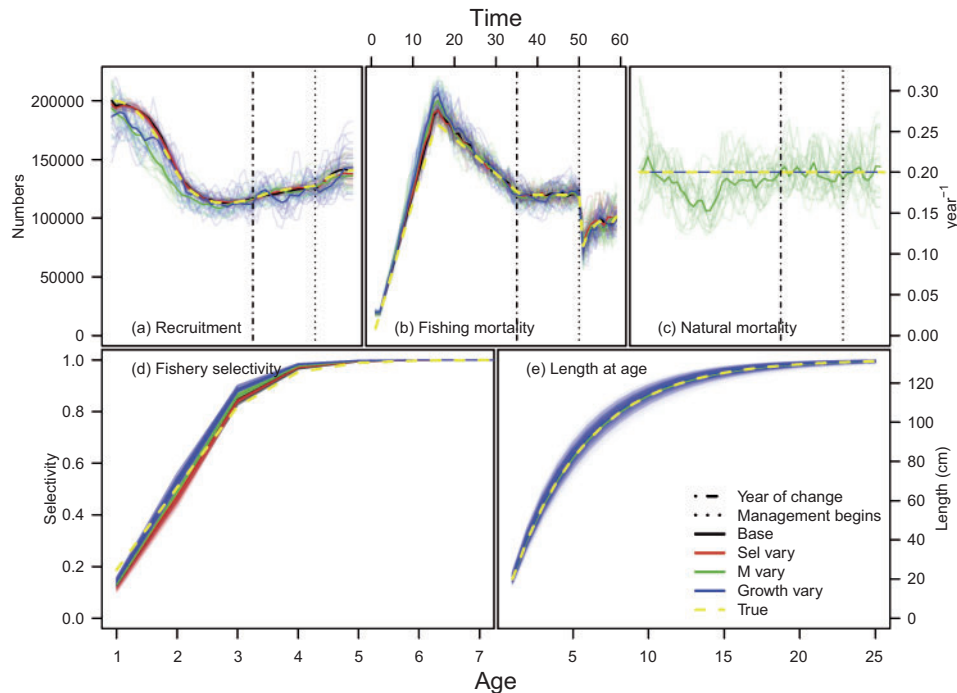 Time
0 10 20 30 40 50 60
200000
150000
100000
50000
0
Numbers
(a) Recruitment
(b) Fishing mortality
(c) Natural mortality
0.30
0.25
0.20
0.15
0.10
0.05
0.00
year⁻¹
(d) Fishery selectivity
(e) Length at age
1.0
0.8
0.6
0.4
0.2
0.0
Selectivity
120
100
80
60
40
20
0
Length (cm)
Year of change
Management begins
Base
Sel vary
M vary
Growth vary
True
1 2 3 4 5 6 7
5 10 15 20 25
Age